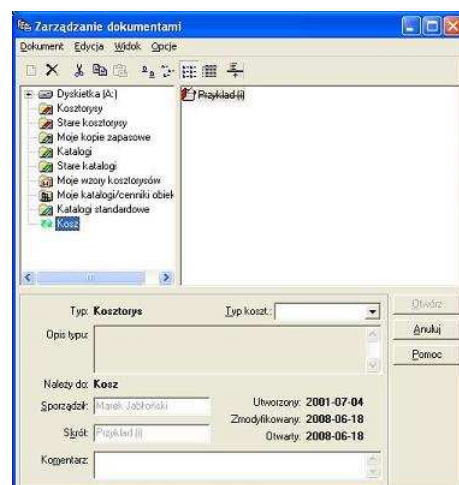 Zarządzanie dokumentami
Dokument Edycja Widok Opcje
Dyskietka (A:)
Kosztorysy
Stare kosztorysy
Moje kopie zapasowe
Katalogi
Stare katalogi
Moje wzory kosztorysów
Moje katalogi/cenniki obiek
Katalogi standardowe
Kosz
Przykład (i)
Typ: Kosztorys Typ koszt.:
Opis typu:
Otwórz
Anuluj
Pomoc
Należy do: Kosz
Sporządził: Marek Jabłoński Utworzony: 2001-07-04
Zmodyfikowany: 2008-06-18
Skrót: Przykład (i) Otwarty: 2008-06-18
Komentarz: